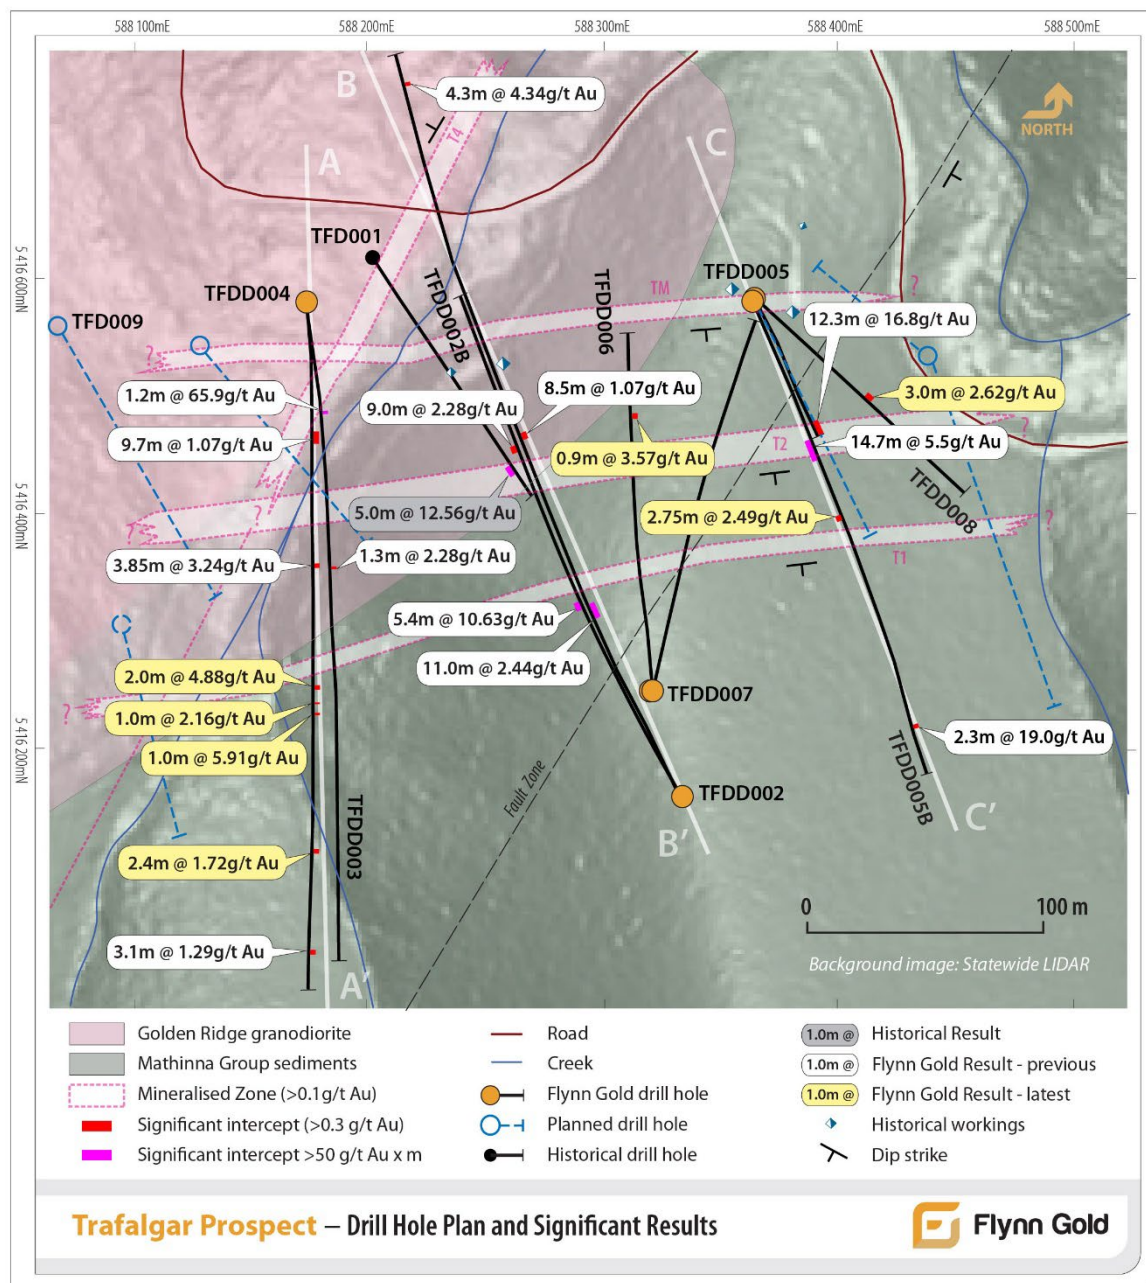 588 100mE
588 200mE
588 300mE
588 400mE
588 500mE
B
4.3m @ 4.34g/t Au
NORTH
T4
A
C
TFD001
TFDD005
5 416 600mN
TFDD004
TM
?
TFD009
TFDD002B
TFDD006
12.3m @ 16.8g/t Au
?
1.2m @ 65.9g/t Au
8.5m @ 1.07g/t Au
3.0m @ 2.62g/t Au
9.0m @ 2.28g/t Au
9.7m @ 1.07g/t Au
0.9m @ 3.57g/t Au
T2
14.7m @ 5.5g/t Au
?
5 416 400mN
?
?
5.0m @ 12.56g/t Au
2.75m @ 2.49g/t Au
TFDD008
?
3.85m @ 3.24g/t Au
1.3m @ 2.28g/t Au
T1
5.4m @ 10.63g/t Au
11.0m @ 2.44g/t Au
2.0m @ 4.88g/t Au
TFDD007
?
1.0m @ 2.16g/t Au
5 416 200mN
1.0m @ 5.91g/t Au
2.3m @ 19.0g/t Au
TFDD005B
Fault Zone
TFDD002
TFDD003
B'
C'
2.4m @ 1.72g/t Au
0
100 m
3.1m @ 1.29g/t Au
A'
Background image: Statewide LIDAR
Golden Ridge granodiorite
Road
1.0m @
Historical Result
Mathinna Group sediments
Creek
1.0m @
Flynn Gold Result - previous
Mineralised Zone (>0.1g/t Au)
Flynn Gold drill hole
1.0m @
Flynn Gold Result - latest
Significant intercept (>0.3 g/t Au)
Planned drill hole
Historical workings
Significant intercept >50 g/t Au x m
Historical drill hole
Dip strike
Trafalgar Prospect – Drill Hole Plan and Significant Results
Flynn Gold